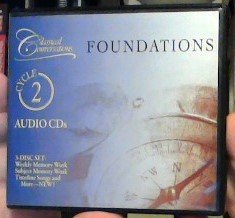 Classical
Conversations
FOUNDATIONS
CYCLE
2
AUDIO CDs
3-DISC SET:
Weekly Memory Work
Subject Memory Work
Timeline Songs and
More —NEW!